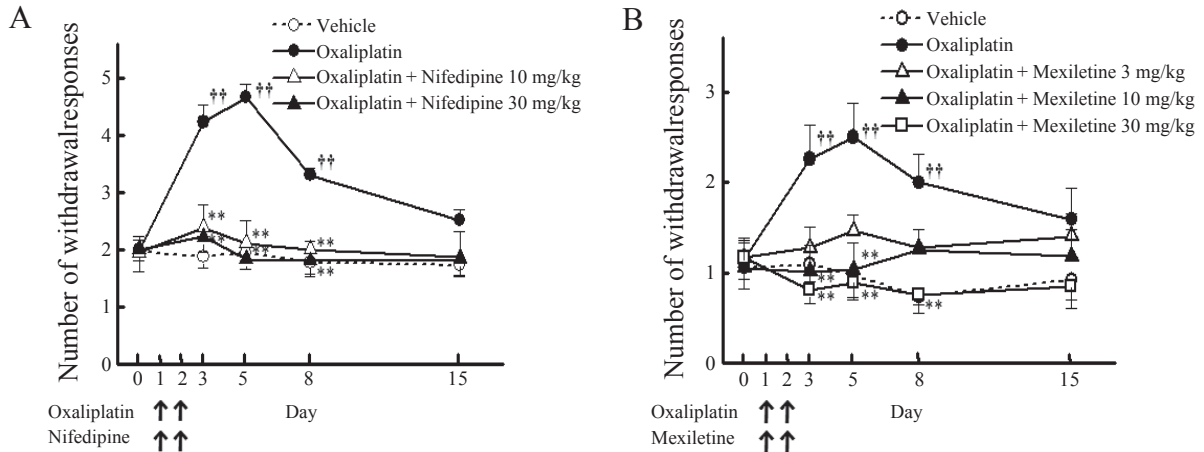 A
Vehicle
Oxaliplatin
Oxaliplatin + Nifedipine 10 mg/kg
Oxaliplatin + Nifedipine 30 mg/kg
Number of withdrawalresponses
5
4
3
2
1
0
†† †† ††
** ** **
** ** **
0 1 2 3 5 8 15
Oxaliplatin ↑ ↑ Day
Nifedipine ↑ ↑
B
Vehicle
Oxaliplatin
Oxaliplatin + Mexiletine 3 mg/kg
Oxaliplatin + Mexiletine 10 mg/kg
Oxaliplatin + Mexiletine 30 mg/kg
Number of withdrawalresponses
3
2
1
0
†† †† ††
** **
** ** **
0 1 2 3 5 8 15
Oxaliplatin ↑ ↑ Day
Mexiletine ↑ ↑